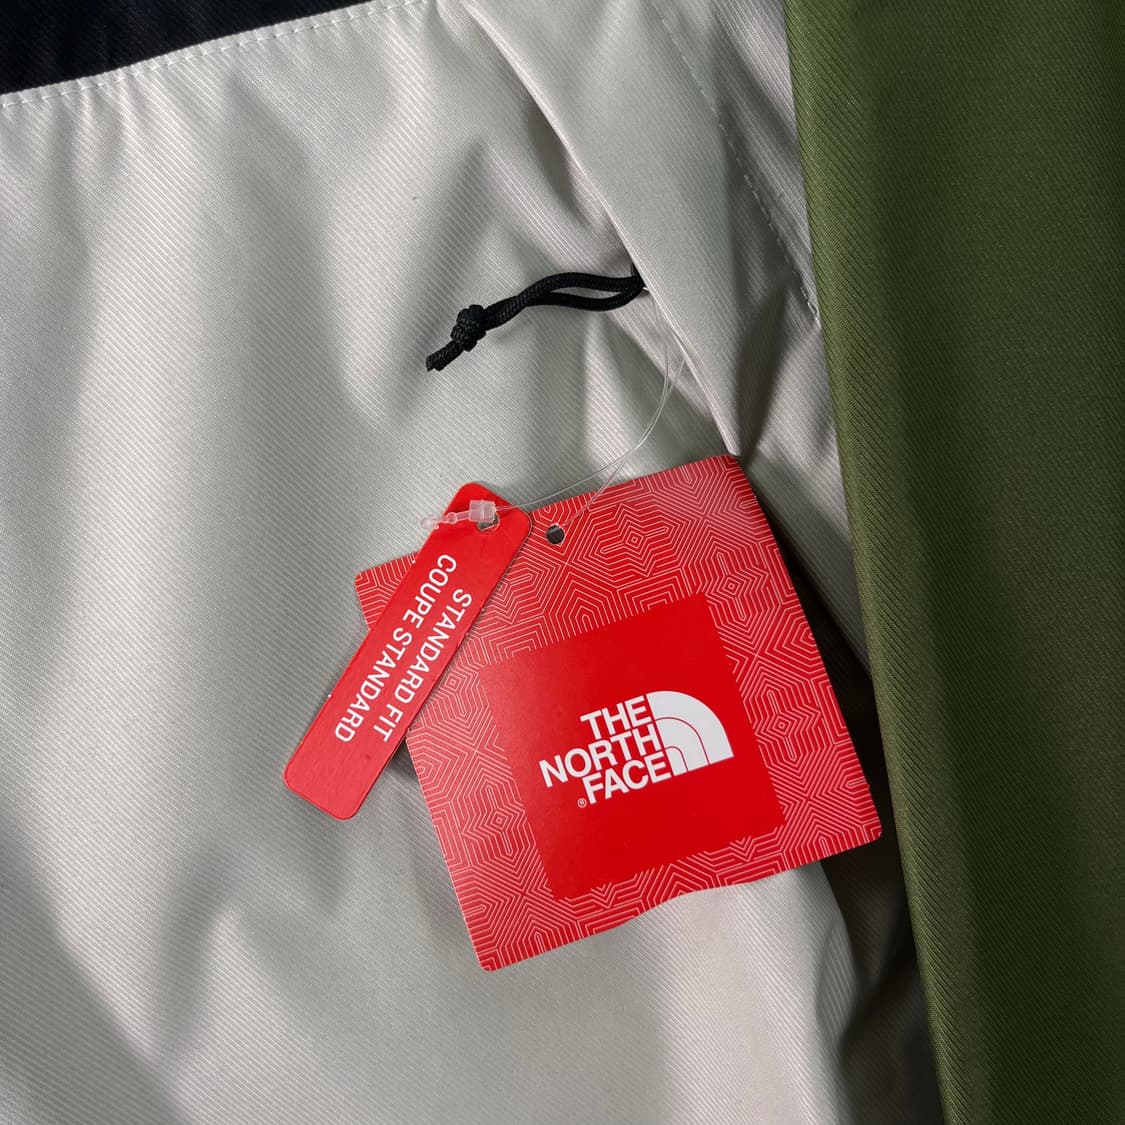 STANDARD FIT
COUPE STANDARD
THE
NORTH
FACE
®